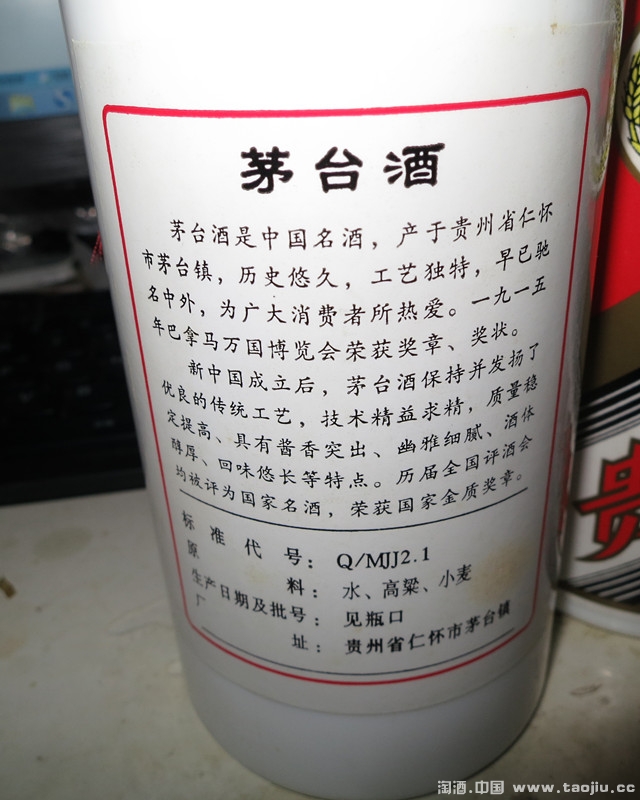 茅台酒
茅台酒是中国名酒，产于贵州省仁怀
市茅台镇，历史悠久，工艺独特，早已驰
名中外，为广大消费者所热爱。一九一五
年巴拿马万国博览会荣获奖章、奖状。
新中国成立后，茅台酒保持并发扬了
优良的传统工艺，技术精益求精，质量稳
定提高、具有酱香突出、幽雅细腻、酒体
醇厚、回味悠长等特点。历届全国评酒会
均被评为国家名酒，荣获国家金质奖章。
标准代号：Q/MJJ2.1
原料：水、高粱、小麦
生产日期及批号：见瓶口
厂址：贵州省仁怀市茅台镇
贵
淘酒.中国 www.taojiu.cc